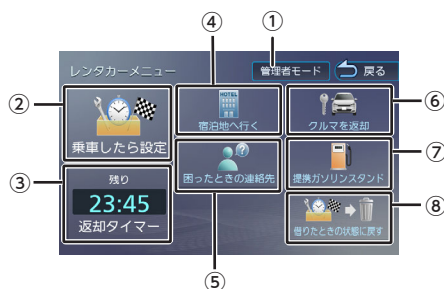 ④
①
レンタカーメニュー
管理者モード
戻る
②
HOTEL
⑥
乗車したら設定
宿泊地へ行く
クルマを返却
⑦
③
残り
23:45
返却タイマー
困ったときの連絡先
提携ガソリンスタンド
⑧
借りたときの状態に戻す
⑤